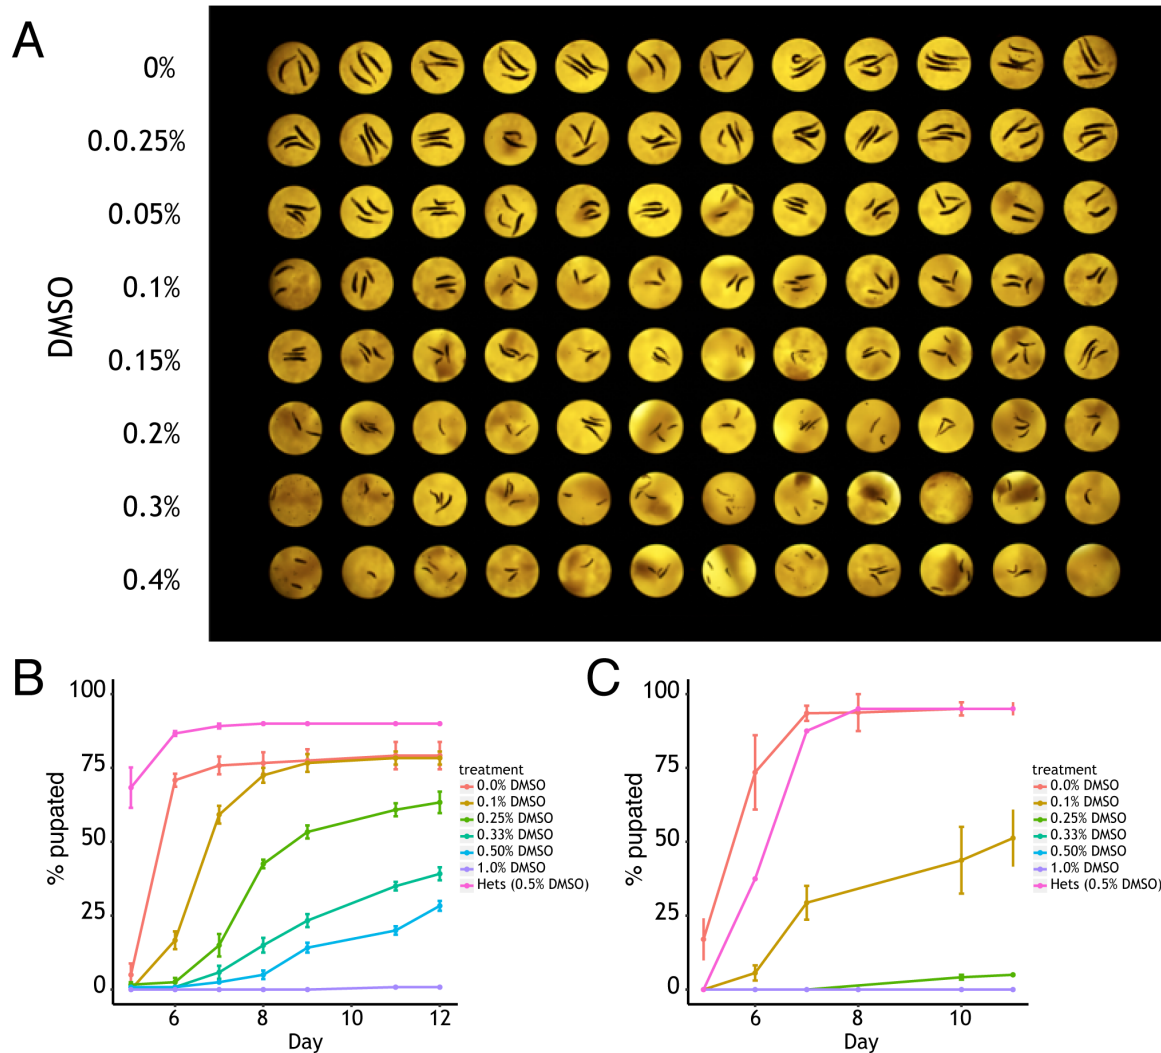 A
DMSO
0%
0.0.25%
0.05%
0.1%
0.15%
0.2%
0.3%
0.4%
B
% pupated
100
75
50
25
0
6
8
10
12
Day
treatment
0.0% DMSO
0.1% DMSO
0.25% DMSO
0.33% DMSO
0.50% DMSO
1.0% DMSO
Hets (0.5% DMSO)
C
% pupated
100
75
50
25
0
6
10
Day
treatment
0.0% DMSO
0.1% DMSO
0.25% DMSO
0.33% DMSO
0.50% DMSO
1.0% DMSO
Hets (0.5% DMSO)